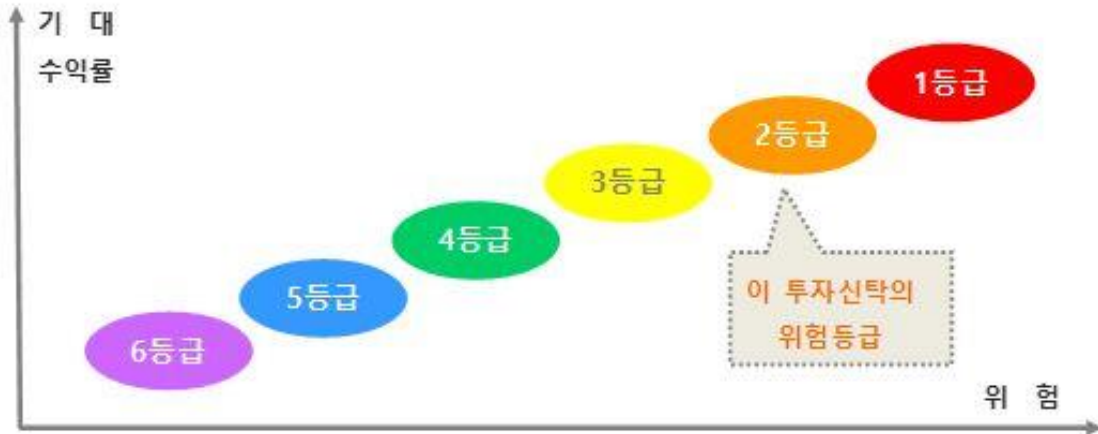 기 대
수익률
1등급
2등급
3등급
4등급
5등급
6등급
이 투자신탁의
위험등급
위 험